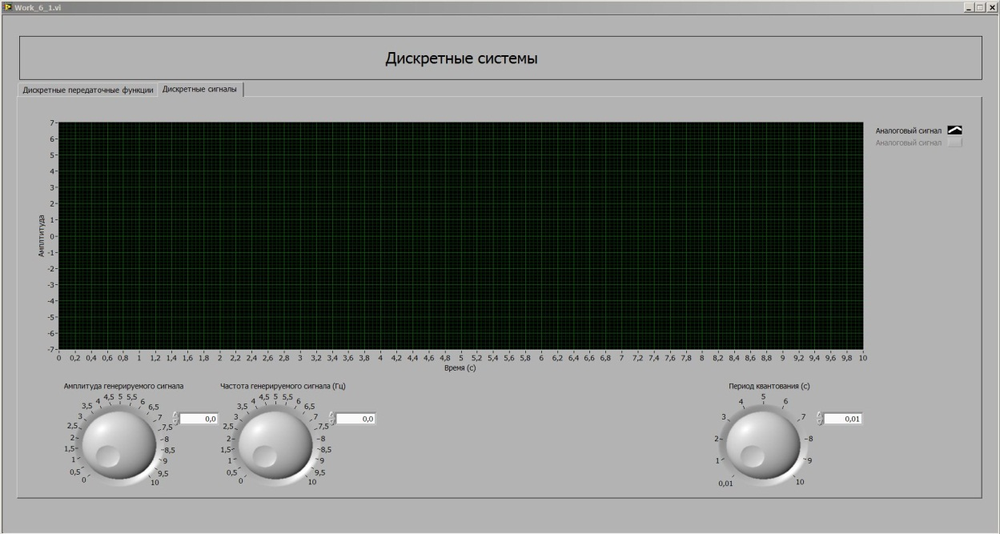 Work_6_1.vi
Дискретные системы
Дискретные передаточные функции Дискретные сигналы
Аналоговый сигнал
Аналоговый сигнал
Амплтитуда
7
6
5
4
3
2
1
0
-1
-2
-3
-4
-5
-6
-7
0 0,2 0,4 0,6 0,8 1 1,2 1,4 1,6 1,8 2 2,2 2,4 2,6 2,8 3 3,2 3,4 3,6 3,8 4 4,2 4,4 4,6 4,8 5 5,2 5,4 5,6 5,8 6 6,2 6,4 6,6 6,8 7 7,2 7,4 7,6 7,8 8 8,2 8,4 8,6 8,8 9 9,2 9,4 9,6 9,8 10
Время (с)
Амплитуда генерируемого сигнала
0 0,5 1 1,5 2 2,5 3 3,5 4 4,5 5 5,5 6 6,5 7 7,5 8 8,5 9 9,5 10
0,0
Частота генерируемого сигнала (Гц)
0 0,5 1 1,5 2 2,5 3 3,5 4 4,5 5 5,5 6 6,5 7 7,5 8 8,5 9 9,5 10
0,0
Период квантования (с)
0,01 1 2 3 4 5 6 7 8 9 10
0,01